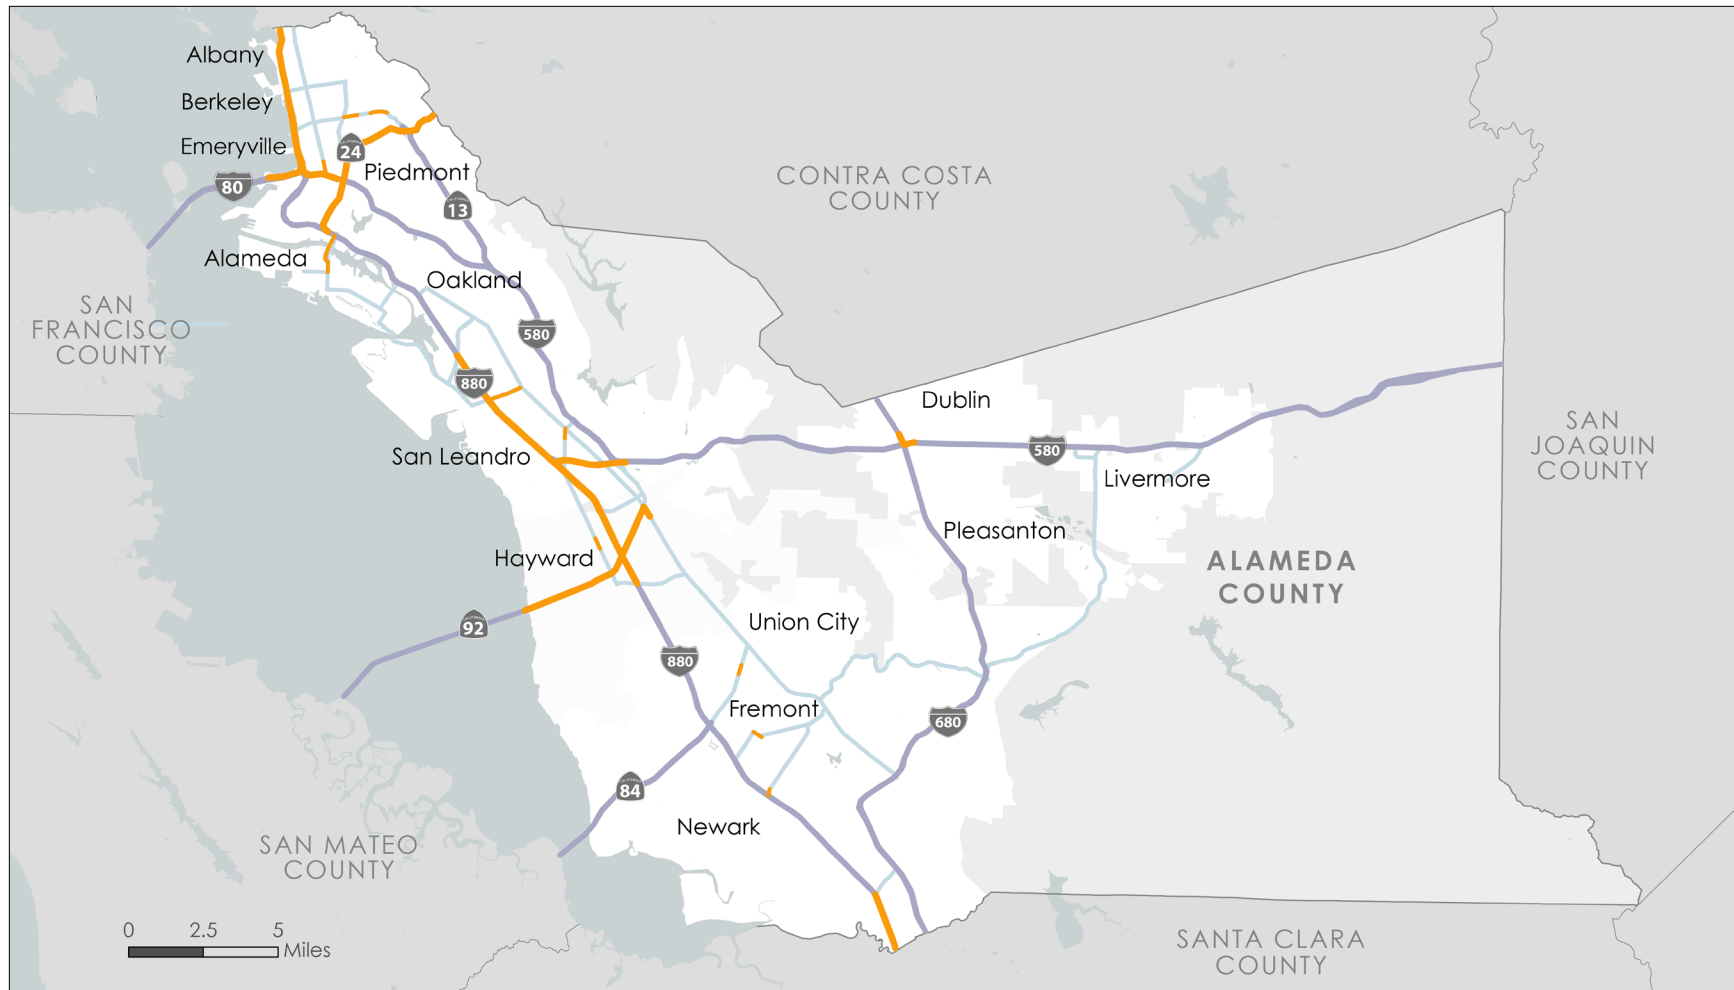 Albany
Berkeley
Emeryville
24
Piedmont
80
CONTRA COSTA
COUNTY
13
Alameda
Oakland
SAN
FRANCISCO
COUNTY
580
880
Dublin
San Leandro
580
Livermore
SAN
JOAQUIN
COUNTY
Pleasanton
Hayward
ALAMEDA
COUNTY
92
Union City
880
Fremont
680
84
Newark
SAN MATEO
COUNTY
0 2.5 5
Miles
SANTA CLARA
COUNTY